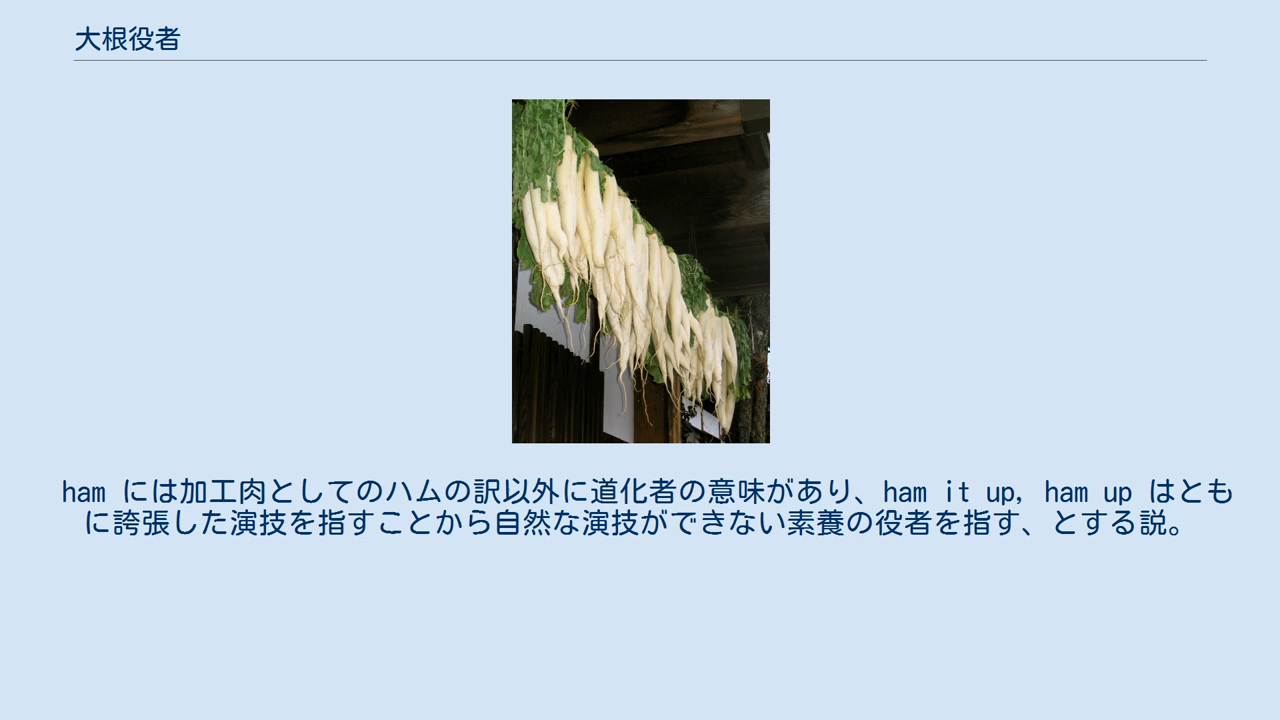 大根役者
ham には加工肉としてのハムの訳以外に道化者の意味があり、ham it up, ham up はとも
に誇張した演技を指すことから自然な演技ができない素養の役者を指す、とする説。